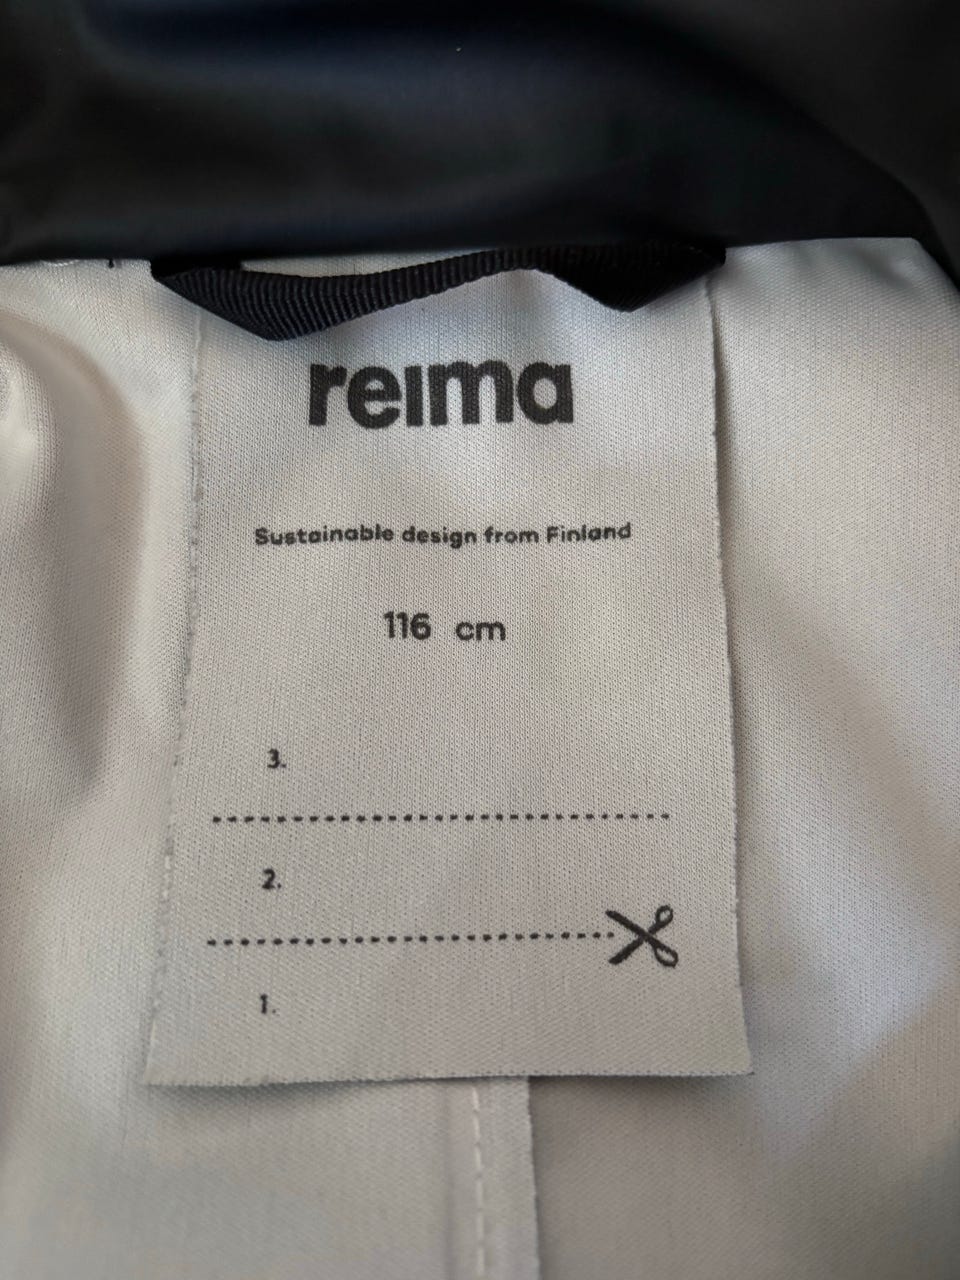 reima
Sustainable design from Finland
116 cm
3.
2.
1.